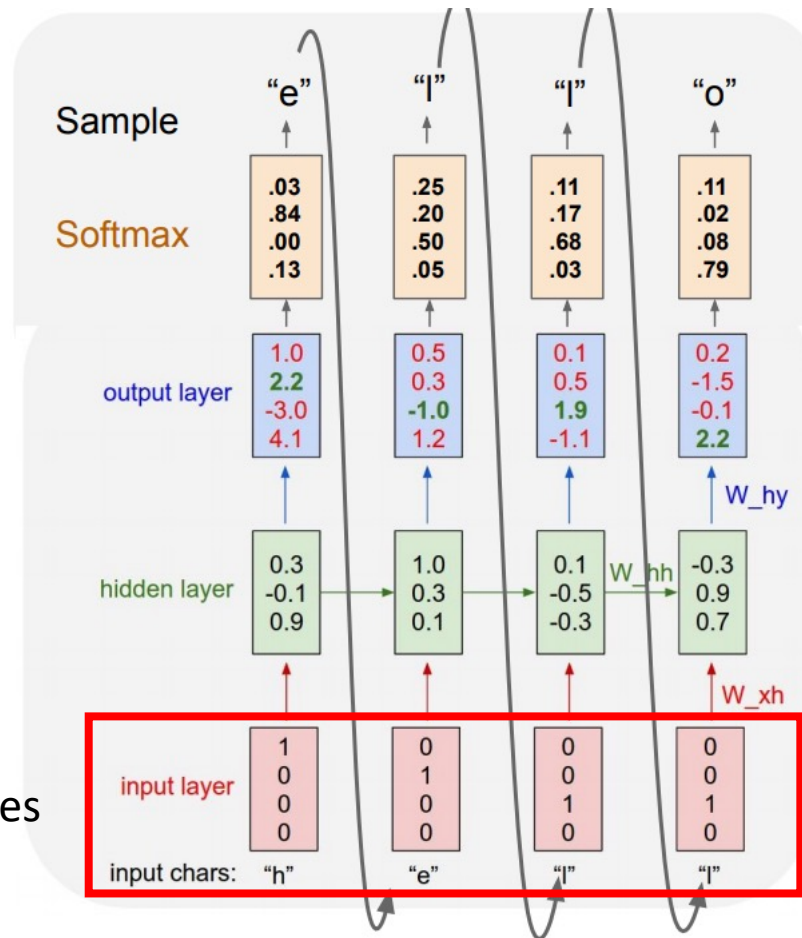 “e” “l” “l” “o”
Sample
.03 .25 .11 .11
.84 .20 .17 .02
Softmax
.00 .50 .68 .08
.13 .05 .03 .79
1.0 0.5 0.1 0.2
output layer 2.2 0.3 0.5 -1.5
-3.0 -1.0 1.9 -0.1
4.1 1.2 -1.1 2.2
W_hy
0.3 1.0 0.1 W_hh -0.3
hidden layer -0.1 0.3 -0.5 0.9
0.9 0.1 -0.3 0.7
W_xh
1 0 0 0
input layer 0 1 0 0
es 0 0 1 1
0 0 0 0
input chars: “h” “e” “l” “l”